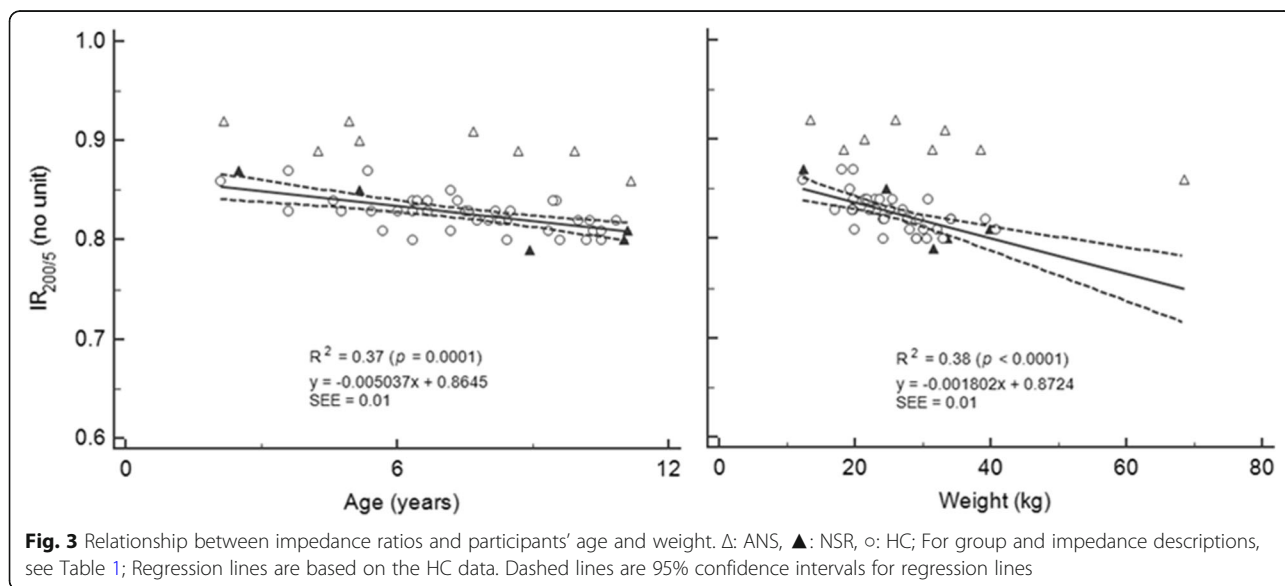 1.0
0.9
0.8
0.7
0.6
IR200/5 (no unit)
R2 = 0.37 (p = 0.0001)
y = -0.005037x + 0.8645
SEE = 0.01
0 6 12
Age (years)
R2 = 0.38 (p < 0.0001)
y = -0.001802x + 0.8724
SEE = 0.01
0 20 40 60 80
Weight (kg)
Fig. 3 Relationship between impedance ratios and participants' age and weight. Δ: ANS, ▲: NSR, ○: HC; For group and impedance descriptions,
see Table 1; Regression lines are based on the HC data. Dashed lines are 95% confidence intervals for regression lines